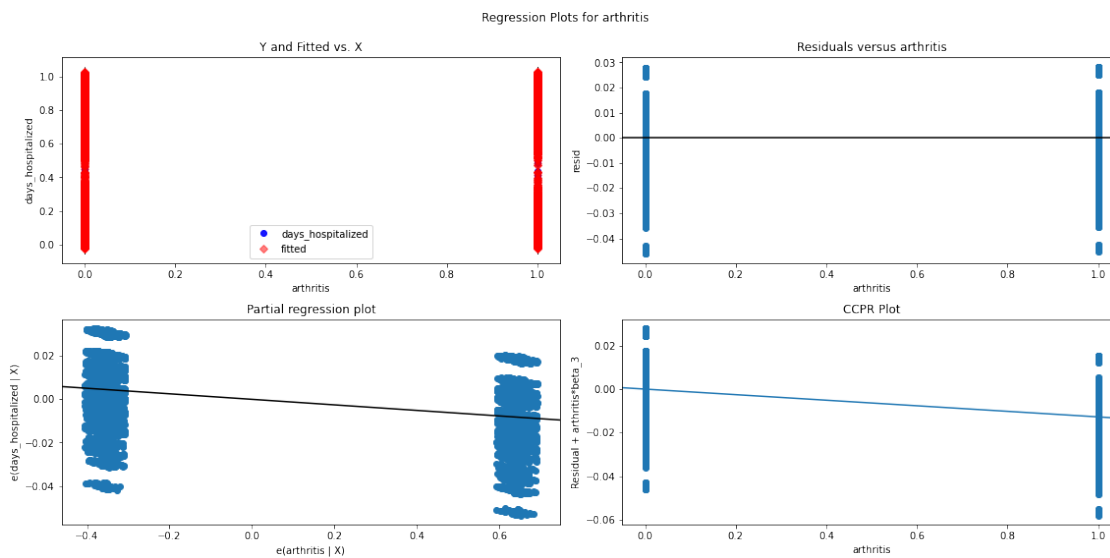 Regression Plots for arthritis
Y and Fitted vs. X
days_hospitalized
1.0
0.8
0.6
0.4
0.2
0.0
days_hospitalized
fitted
0.0 0.2 0.4 0.6 0.8 1.0
arthritis
Residuals versus arthritis
resid
0.03
0.02
0.01
0.00
−0.01
−0.02
−0.03
−0.04
0.0 0.2 0.4 0.6 0.8 1.0
arthritis
Partial regression plot
e(days_hospitalized | X)
0.02
0.00
−0.02
−0.04
−0.4 −0.2 0.0 0.2 0.4 0.6
e(arthritis | X)
CCPR Plot
Residual + arthritis*beta_3
0.02
0.00
−0.02
−0.04
−0.06
0.0 0.2 0.4 0.6 0.8 1.0
arthritis